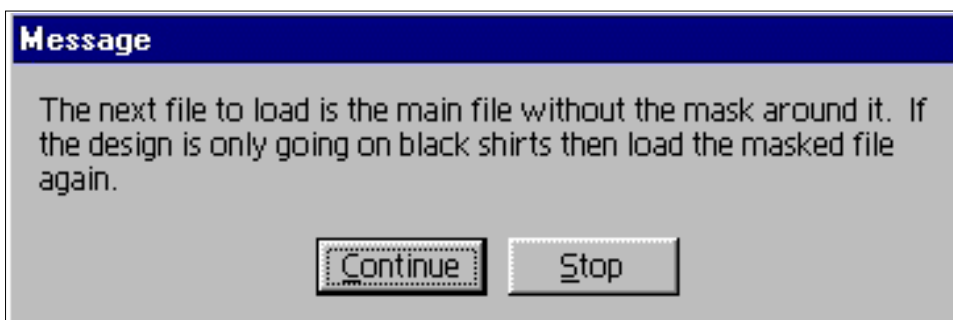 Message
The next file to load is the main file without the mask around it.  If
the design is only going on black shirts then load the masked file
again.
Continue
Stop